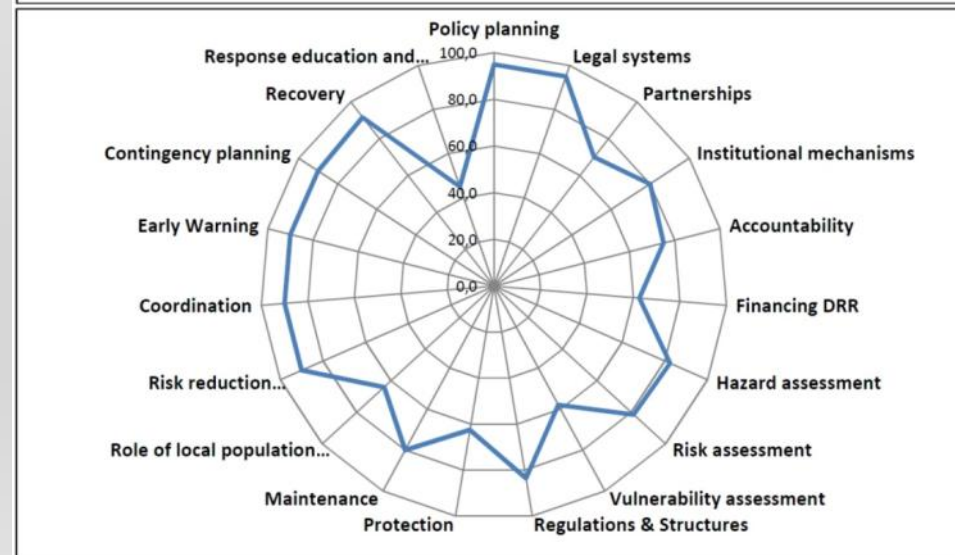 Policy planning
Legal systems
Partnerships
Institutional mechanisms
Accountability
Financing DRR
Hazard assessment
Risk assessment
Vulnerability assessment
Regulations & Structures
Protection
Maintenance
Role of local population...
Risk reduction...
Coordination
Early Warning
Contingency planning
Recovery
Response education and...
100,0
80,0
60,0
40,0
20,0
0,0